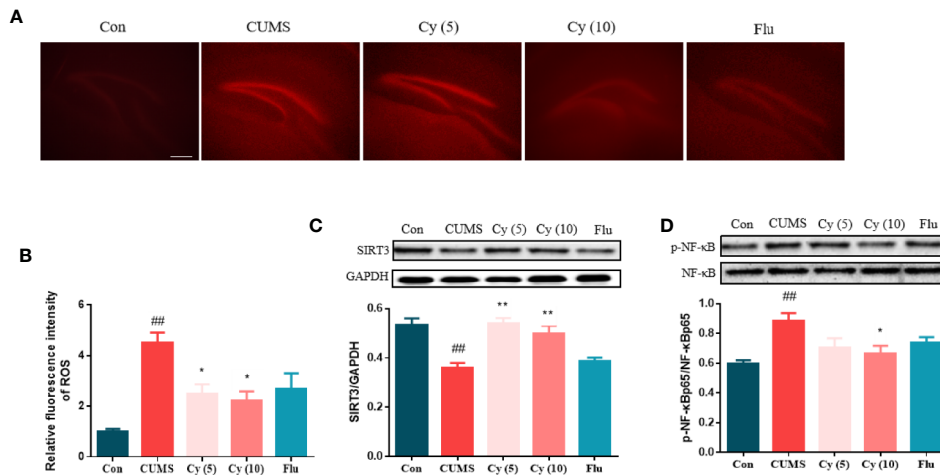 A
Con CUMS Cy (5) Cy (10) Flu
B
Relative fluorescence intensity
of ROS
6
4
2
0
##
*
*
Con CUMS Cy (5) Cy (10) Flu
C
Con CUMS Cy (5) Cy (10) Flu
SIRT3
GAPDH
SIRT3/GAPDH
0.6
0.4
0.2
0.0
##
**
**
Con CUMS Cy (5) Cy (10) Flu
D
Con CUMS Cy (5) Cy (10) Flu
p-NF-κB
NF-κB
p-NF-κBp65/NF-κBp65
1.0
0.8
0.6
0.4
0.2
0.0
##
*
Con CUMS Cy (5) Cy (10) Flu